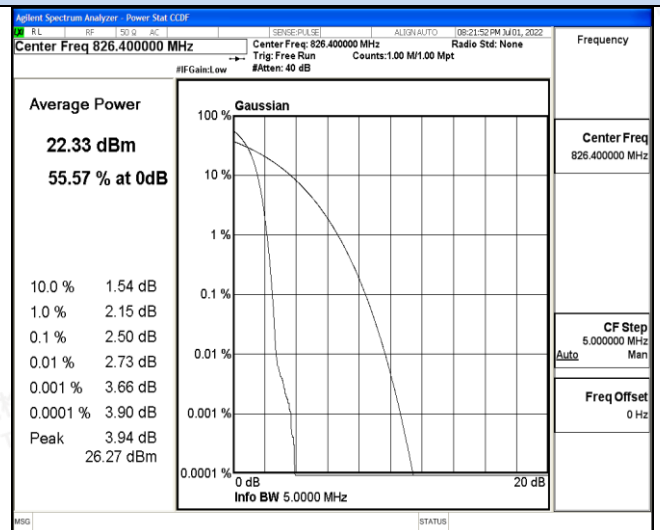 Agilent Spectrum Analyzer - Power Stat CCDF
RL RF 50 Ω AC SENSE:PULSE ALIGN AUTO 08:21:52 PM Jul 01, 2022
Center Freq 826.400000 MHz
Center Freq: 826.400000 MHz Radio Std: None
Trig: Free Run Counts:1.00 M/1.00 Mpt
#IFGain:Low #Atten: 40 dB
Frequency
Average Power
22.33 dBm
55.57 % at 0dB
10.0 % 1.54 dB
1.0 % 2.15 dB
0.1 % 2.50 dB
0.01 % 2.73 dB
0.001 % 3.66 dB
0.0001 % 3.90 dB
Peak 3.94 dB
26.27 dBm
Gaussian
100 %
10 %
1 %
0.1 %
0.01 %
0.001 %
0.0001 %
0 dB 20 dB
Info BW 5.0000 MHz
Center Freq
826.400000 MHz
CF Step
5.000000 MHz
Auto Man
Freq Offset
0 Hz
MSG STATUS